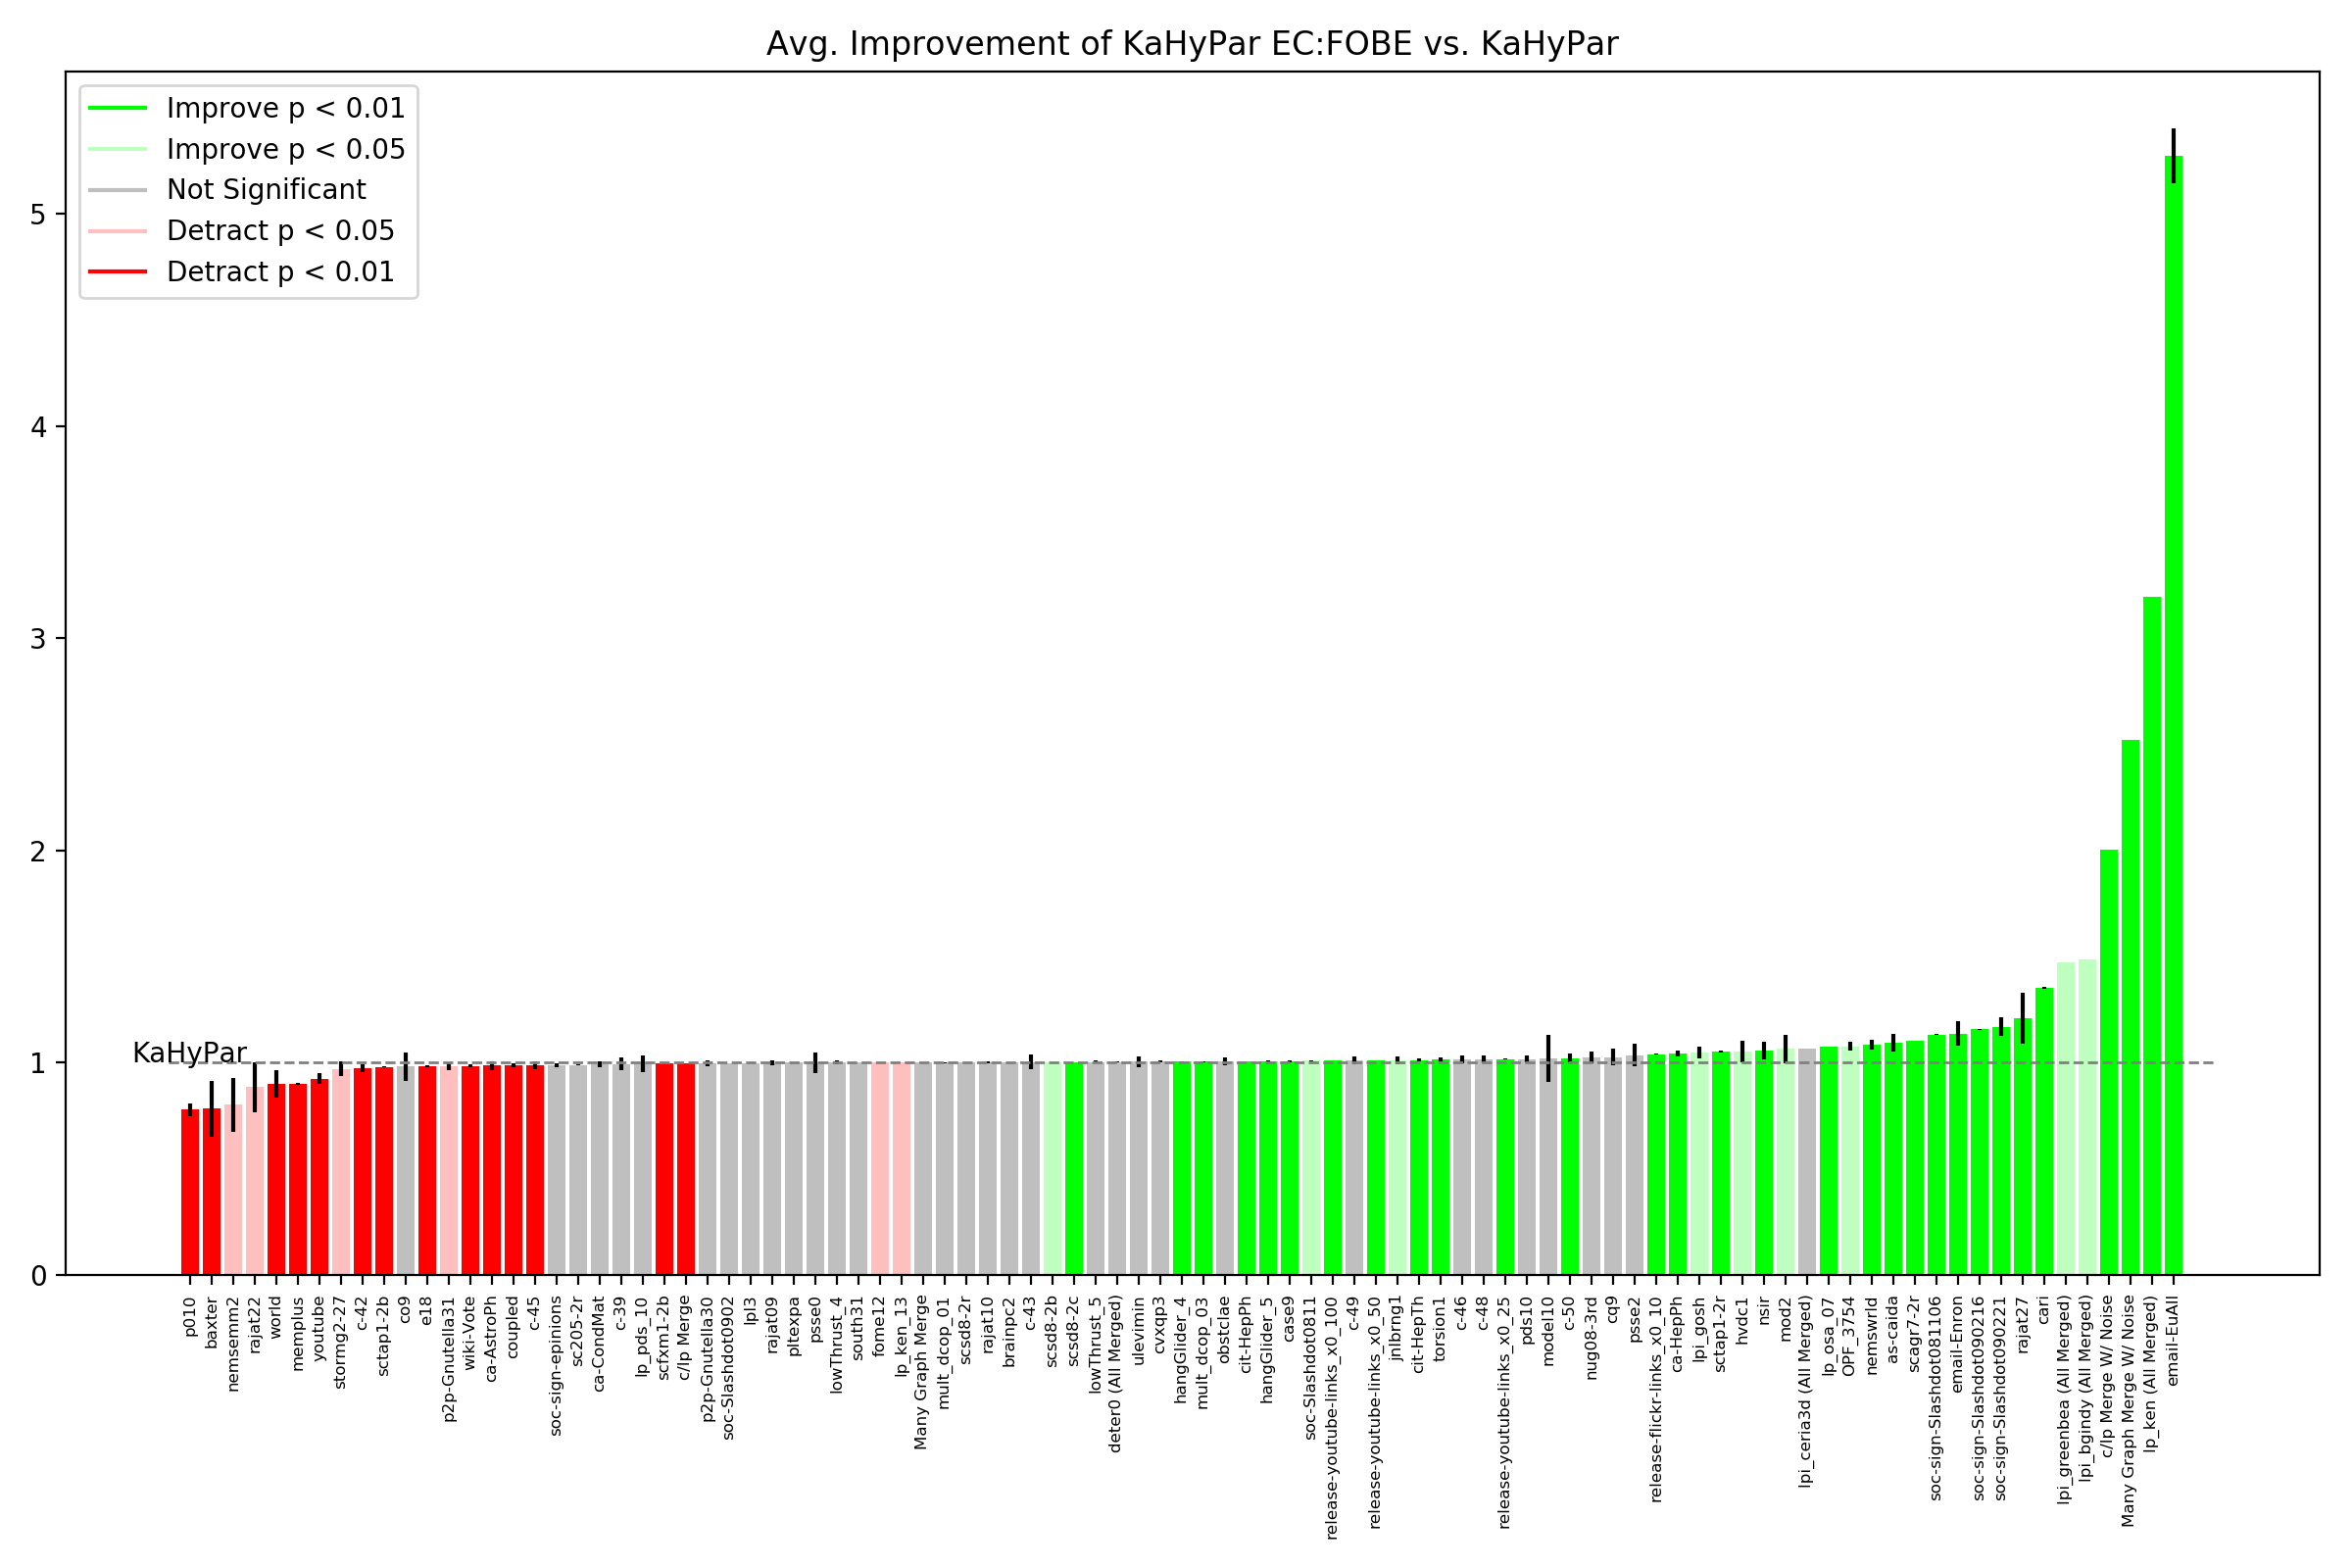 Avg. Improvement of KaHyPar EC:FOBE vs. KaHyPar
Improve p < 0.01
Improve p < 0.05
Not Significant
Detract p < 0.05
Detract p < 0.01
5
4
3
2
1
0
KaHyPar
p010
baxter
nemsemm2
rajat22
world
memplus
youtube
stormg2-27
c-42
sctap1-2b
co9
e18
p2p-Gnutella31
wiki-Vote
ca-AstroPh
coupled
c-45
soc-sign-epinions
sc205-2r
ca-CondMat
c-39
lp_pds_10
scfxm1-2b
c/lp Merge
p2p-Gnutella30
soc-Slashdot0902
lpl3
rajat09
pltexpa
psse0
lowThrust_4
south31
fome12
lp_ken_13
Many Graph Merge
mult_dcop_01
scsd8-2r
rajat10
brainpc2
c-43
scsd8-2b
scsd8-2c
lowThrust_5
deter0 (All Merged)
ulevimin
cvxqp3
hangGlider_4
mult_dcop_03
obstclae
cit-HepPh
hangGlider_5
case9
soc-Slashdot0811
release-youtube-links_x0_100
c-49
release-youtube-links_x0_50
jnlbrng1
cit-HepTh
torsion1
c-46
c-48
release-youtube-links_x0_25
pds10
model10
c-50
nug08-3rd
cq9
psse2
release-flickr-links_x0_10
ca-HepPh
lpi_gosh
sctap1-2r
hvdc1
nsir
mod2
lpi_ceria3d (All Merged)
lp_osa_07
OPF_3754
nemswrld
as-caida
scagr7-2r
soc-sign-Slashdot081106
email-Enron
soc-sign-Slashdot090216
soc-sign-Slashdot090221
rajat27
cari
lpi_greenbea (All Merged)
lpi_bgindy (All Merged)
c/lp Merge W/ Noise
Many Graph Merge W/ Noise
lp_ken (All Merged)
email-EuAll